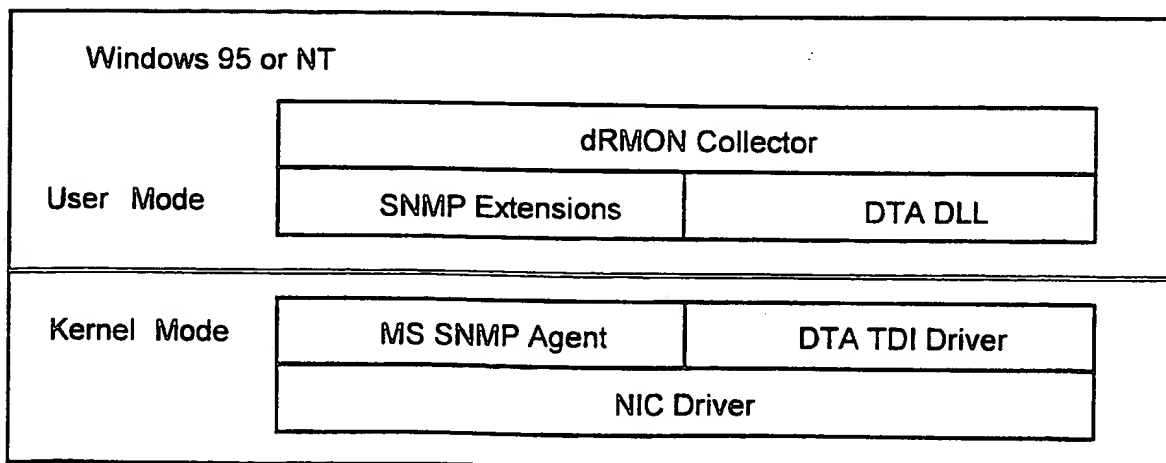 Windows 95 or NT
dRMON Collector
User Mode
SNMP Extensions
DTA DLL
Kernel Mode
MS SNMP Agent
DTA TDI Driver
NIC Driver